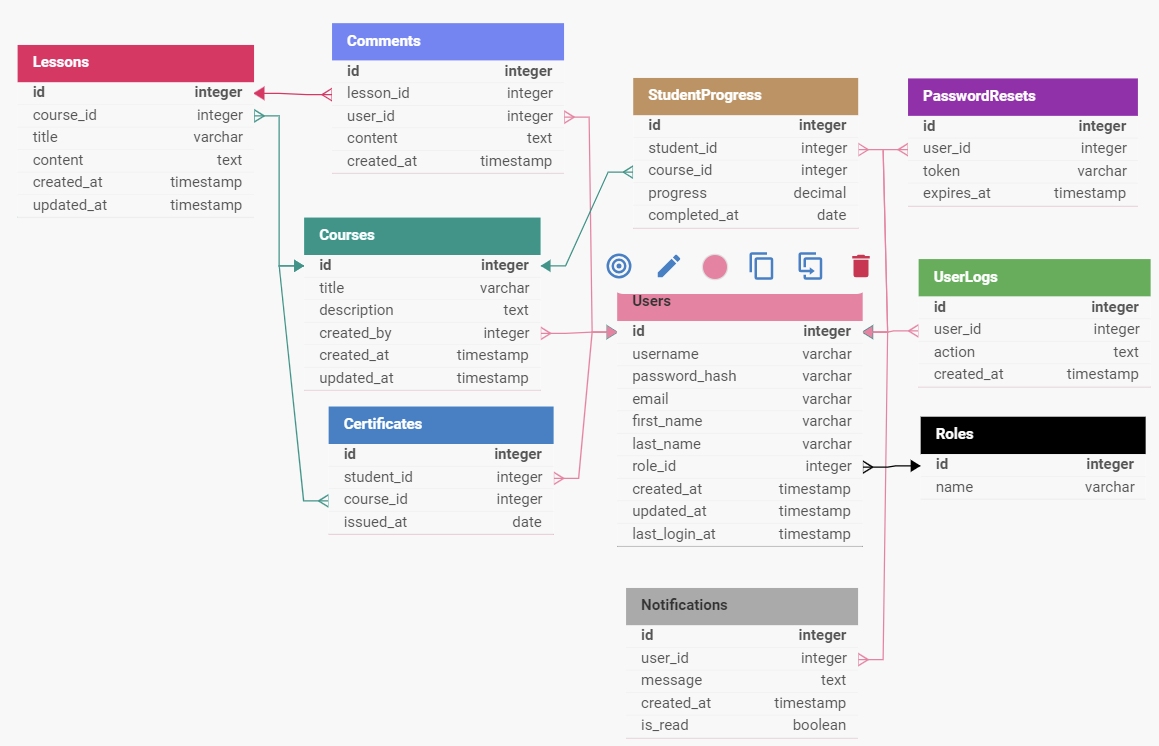 Lessons
id integer
course_id integer
title varchar
content text
created_at timestamp
updated_at timestamp
Comments
id integer
lesson_id integer
user_id integer
content text
created_at timestamp
StudentProgress
id integer
student_id integer
course_id integer
progress decimal
completed_at date
PasswordResets
id integer
user_id integer
token varchar
expires_at timestamp
Courses
id integer
title varchar
description text
created_by integer
created_at timestamp
updated_at timestamp
Users
id integer
username varchar
password_hash varchar
email varchar
first_name varchar
last_name varchar
role_id integer
created_at timestamp
updated_at timestamp
last_login_at timestamp
UserLogs
id integer
user_id integer
action text
created_at timestamp
Certificates
id integer
student_id integer
course_id integer
issued_at date
Roles
id integer
name varchar
Notifications
id integer
user_id integer
message text
created_at timestamp
is_read boolean